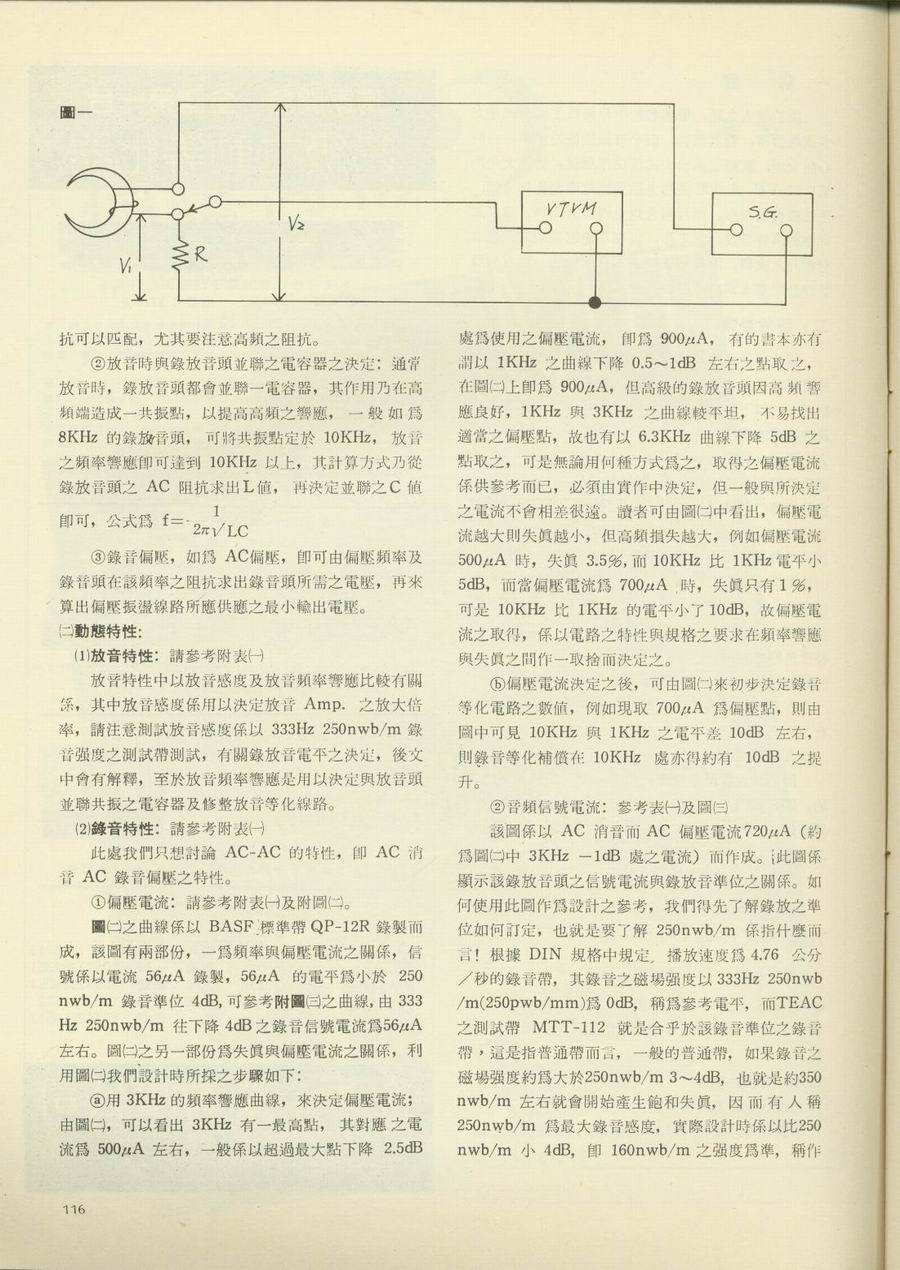 圖一
VTVM
S.G.
V₂
R
V₁
抗可以匹配，尤其要注意高頻之阻抗。
②放音時與錄放音頭並聯之電容器之決定：通常
放音時，錄放音頭都會並聯一電容器，其作用乃在高
頻端造成一共振點，以提高高頻之響應，一般如爲
8KHz 的錄放音頭，可將共振點定於 10KHz，放音
之頻率響應即可達到 10KHz 以上，其計算方式乃從
錄放音頭之 AC 阻抗求出L值，再決定並聯之C 值
即可，公式爲 f=1/2π√LC
③錄音偏壓，如爲 AC偏壓，即可由偏壓頻率及
錄音頭在該頻率之阻抗求出錄音頭所需之電壓，再來
算出偏壓振盪線路所應供應之最小輸出電壓。
㈡動態特性：
⑴放音特性：請參考附表㈠
放音特性中以放音感度及放音頻率響應比較有關
係，其中放音感度係用以決定放音 Amp. 之放大倍
率，請注意測試放音感度係以 333Hz 250nwb/m 錄
音强度之測試帶測試，有關錄放音電平之決定，後文
中會有解釋，至於放音頻率響應是用以決定與放音頭
並聯共振之電容器及修整放音等化線路。
⑵錄音特性：請參考附表㈠
此處我們只想討論 AC-AC 的特性，即 AC 消
音 AC 錄音偏壓之特性。
①偏壓電流：請參考附表㈠及附圖㈡。
圖㈡之曲線係以 BASF 標準帶 QP-12R 錄製而
成，該圖有兩部份，一爲頻率與偏壓電流之關係，信
號係以電流 56μA 錄製，56μA 的電平爲小於 250
nwb/m 錄音準位 4dB,可參考附圖㈢之曲線，由 333
Hz 250nwb/m 往下降 4dB之錄音信號電流爲56μA
左右。圖㈡之另一部份爲失眞與偏壓電流之關係，利
用圖㈡我們設計時所採之步驟如下：
ⓐ用 3KHz 的頻率響應曲線，來決定偏壓電流；
由圖㈡，可以看出 3KHz 有一最高點，其對應之電
流爲 500μA 左右，一般係以超過最大點下降 2.5dB
處爲使用之偏壓電流，即爲 900μA，有的書本亦有
謂以 1KHz 之曲線下降 0.5～1dB 左右之點取之，
在圖㈡上即爲 900μA，但高級的錄放音頭因高頻響
應良好，1KHz 與 3KHz 之曲線較平坦，不易找出
適當之偏壓點，故也有以 6.3KHz 曲線下降 5dB 之
點取之，可是無論用何種方式爲之，取得之偏壓電流
係供參考而已，必須由實作中決定，但一般與所決定
之電流不會相差很遠。讀者可由圖㈡中看出，偏壓電
流越大則失眞越小，但高頻損失越大，例如偏壓電流
500μA 時，失眞 3.5%,而 10KHz 比 1KHz電平小
5dB，而當偏壓電流爲 700μA 時，失眞只有1％，
可是 10KHz 比 1KHz 的電平小了10dB，故偏壓電
流之取得，係以電路之特性與規格之要求在頻率響應
與失眞之間作一取捨而決定之。
ⓑ偏壓電流決定之後，可由圖㈡來初步決定錄音
等化電路之數値，例如現取 700μA 爲偏壓點，則由
圖中可見 10KHz 與 1KHz 之電平差 10dB 左右，
則錄音等化補償在 10KHz 處亦得約有 10dB 之提
升。
②音頻信號電流：參考表㈠及圖㈢
該圖係以 AC 消音而 AC 偏壓電流720μA（約
爲圖㈡中 3KHz －1dB 處之電流）而作成。此圖係
顯示該錄放音頭之信號電流與錄放音準位之關係。如
何使用此圖作爲設計之參考，我們得先了解錄放之準
位如何訂定，也就是要了解 250nwb/m 係指什麼而
言！根據 DIN 規格中規定，播放速度爲 4.76 公分
／秒的錄音帶，其錄音之磁場强度以333Hz 250nwb
/m(250pwb/mm)爲 0dB，稱爲參考電平，而TEAC
之測試帶 MTT-112 就是合乎於該錄音準位之錄音
帶，這是指普通帶而言，一般的普通帶，如果錄音之
磁場强度約爲大於250nwb/m 3～4dB，也就是約350
nwb/m 左右就會開始產生飽和失眞，因而有人稱
250nwb/m 爲最大錄音感度，實際設計時係以比250
nwb/m 小 4dB，即 160nwb/m 之强度爲準，稱作
116